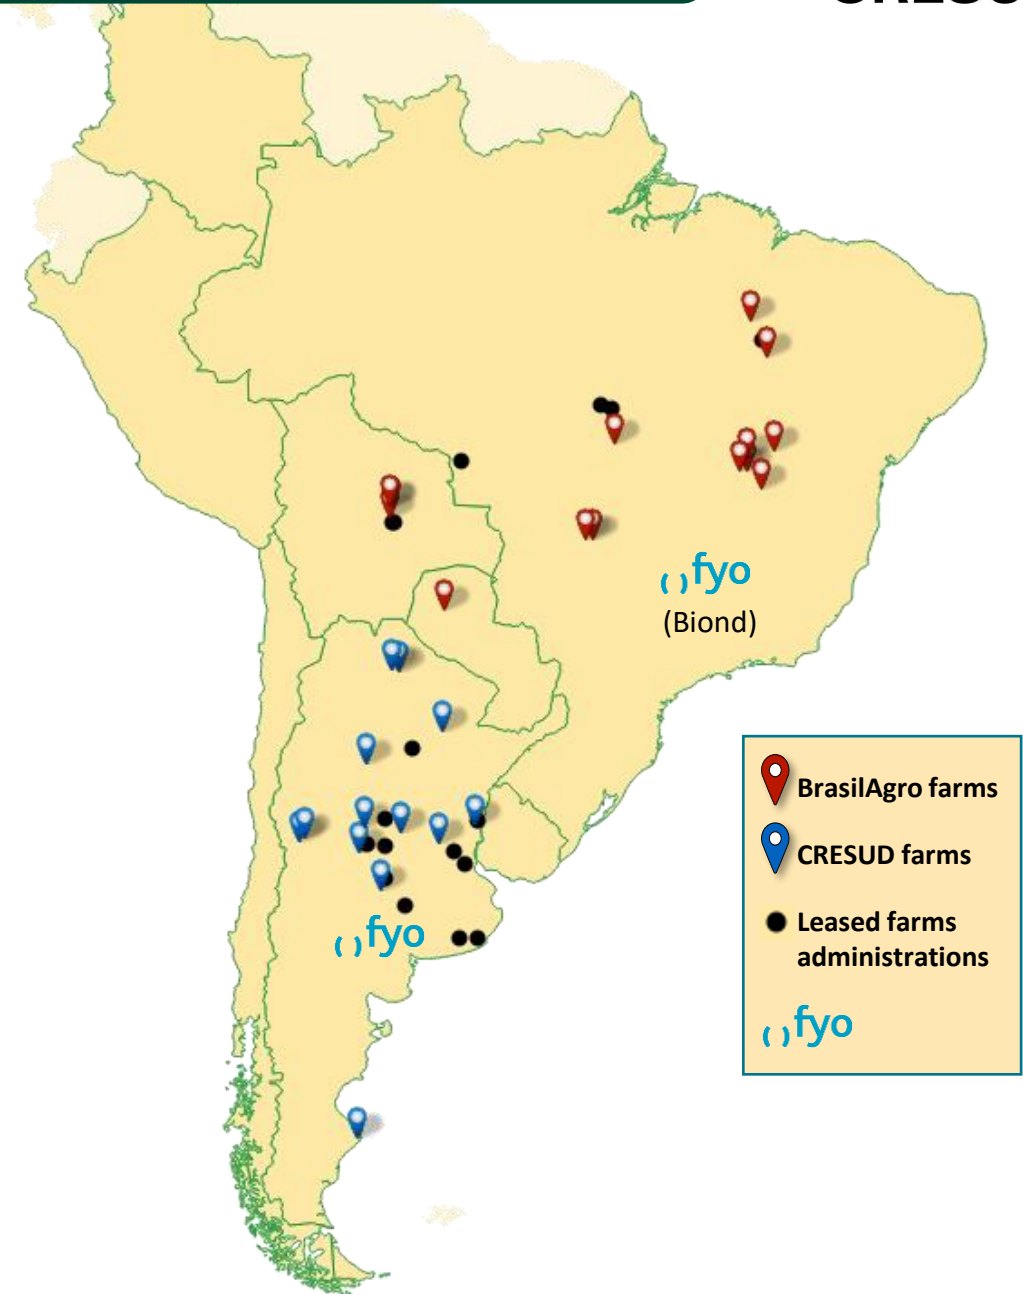 fyo
(Biond)
fyo
BrasilAgro farms
CRESUD farms
Leased farms
administrations
fyo